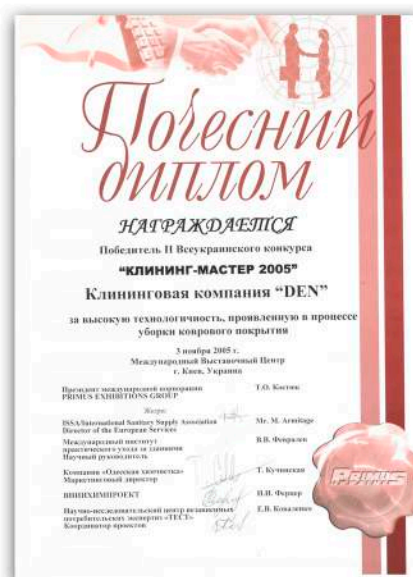 Почесний
диплом
НАГРАЖДАЕТСЯ
Победитель II Всеукраинского конкурса
“КЛИНИНГ-МАСТЕР 2005”
Клининговая компания “DEN”
за высокую технологичность, проявленную в процессе
уборки коврового покрытия
3 ноября 2005 г.
Международный Выставочный Центр
г. Киев, Украина
Президент международной корпорации Т.О. Костюк
PRIMUS EXHIBITIONS GROUP
Жюри:
ISSA/International Sanitary Supply Association Mr. M. Armitage
Director of the European Services
Международный институт В.В. Февралев
практического ухода за зданиями
Научный руководитель
Компания «Одесская химчистка» Т. Кучинская
Маркетинговый директор
ВНИИХИМПРОЕКТ
Научно-исследовательский центр независимых Е.В. Коваленко
потребительских экспертиз «ТЕСТ»
Координатор проектов
PRIMUS